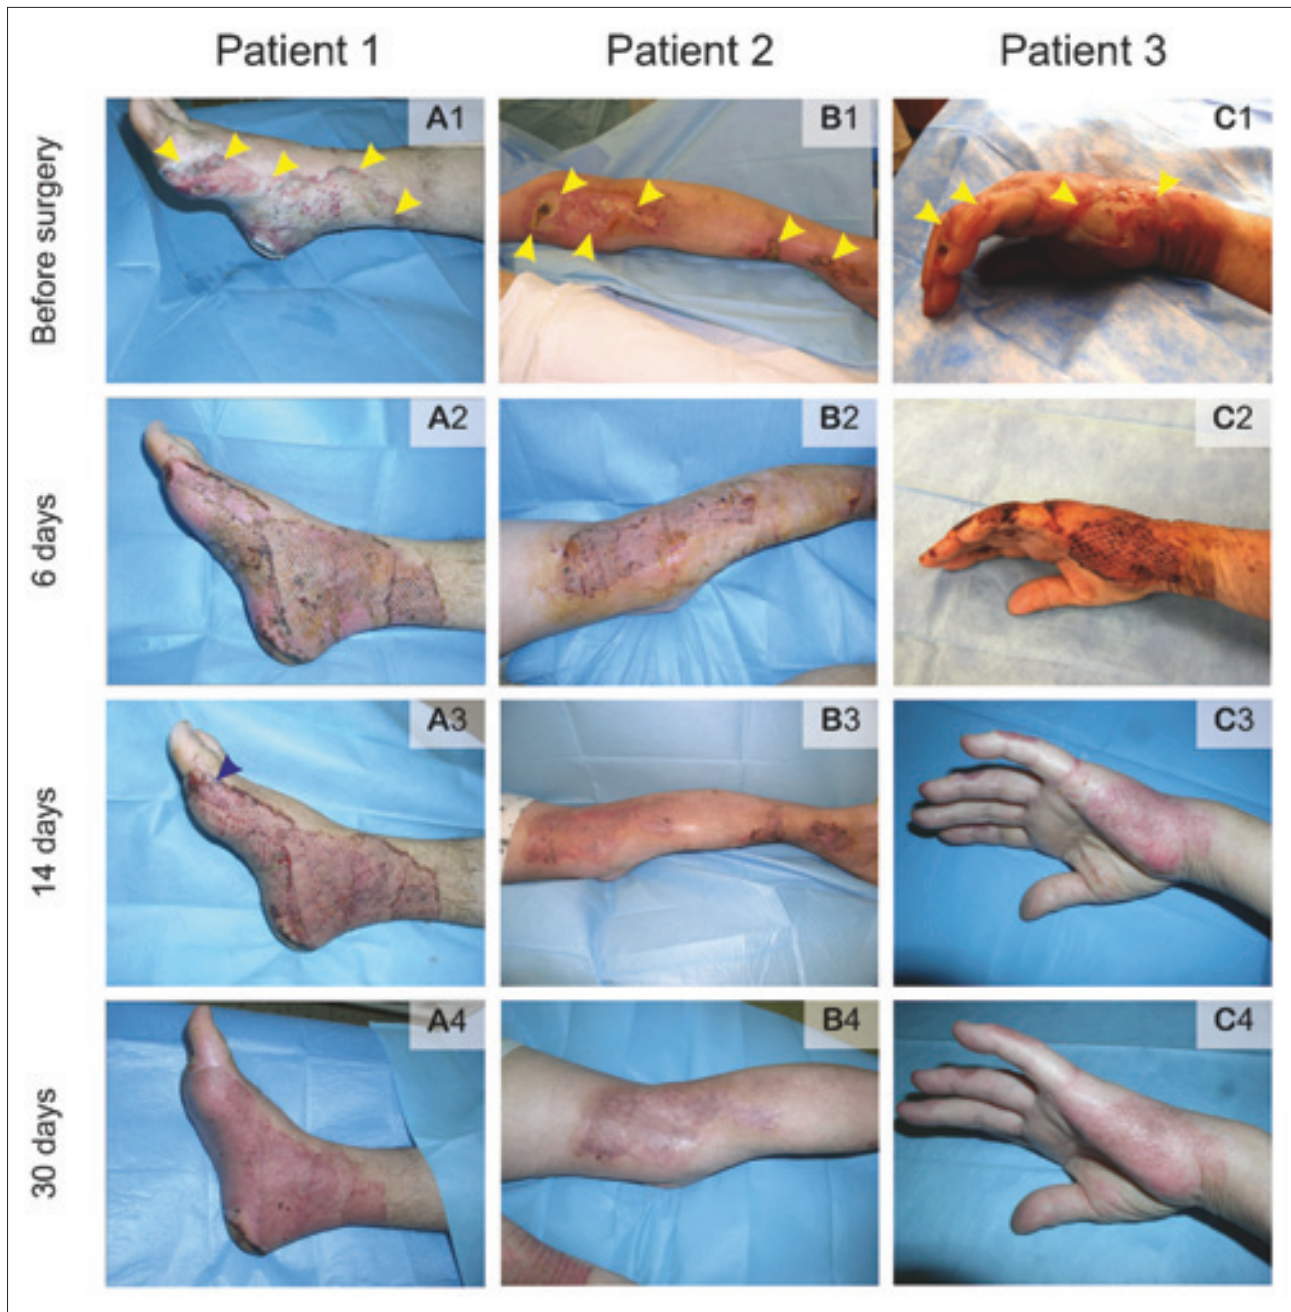 Patient 1
Patient 2
Patient 3
Before surgery
A1
B1
C1
6 days
A2
B2
C2
14 days
A3
B3
C3
30 days
A4
B4
C4